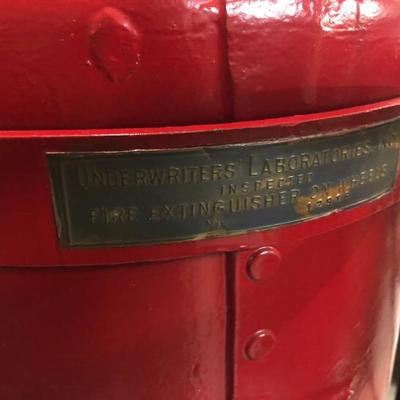 UNDERWRITERS' LABORATORIES INC.
INSPECTED
FIRE EXTINGUISHER ON WHEELS